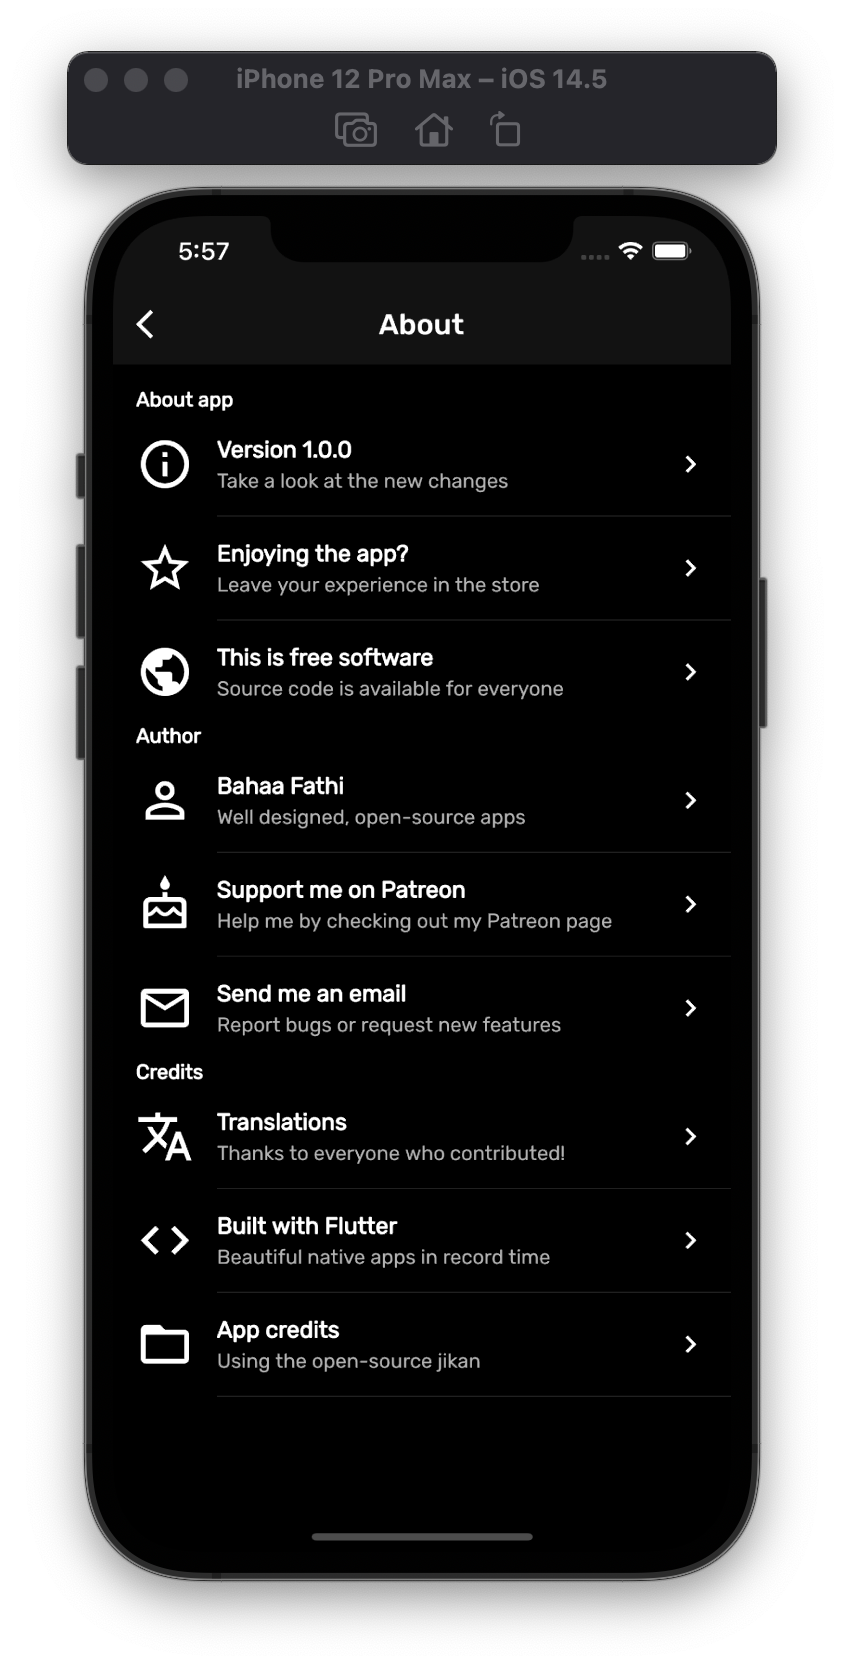 iPhone 12 Pro Max – iOS 14.5
5:57
About
About app
Version 1.0.0
Take a look at the new changes
Enjoying the app?
Leave your experience in the store
This is free software
Source code is available for everyone
Author
Bahaa Fathi
Well designed, open-source apps
Support me on Patreon
Help me by checking out my Patreon page
Send me an email
Report bugs or request new features
Credits
Translations
Thanks to everyone who contributed!
Built with Flutter
Beautiful native apps in record time
App credits
Using the open-source jikan